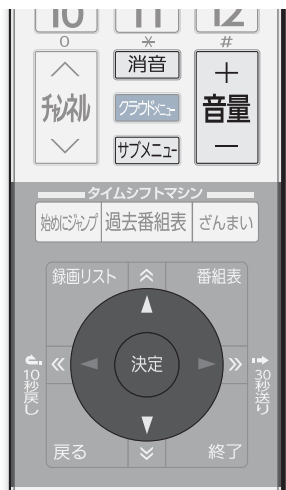 10 11 12
0 * #
消音
チャンネル
クラウドメニュー
+
音量
-
サブメニュー
タイムシフトマシン
始めにジャンプ 過去番組表 ざんまい
録画リスト 番組表
10秒戻し
決定
30秒送り
戻る 終了